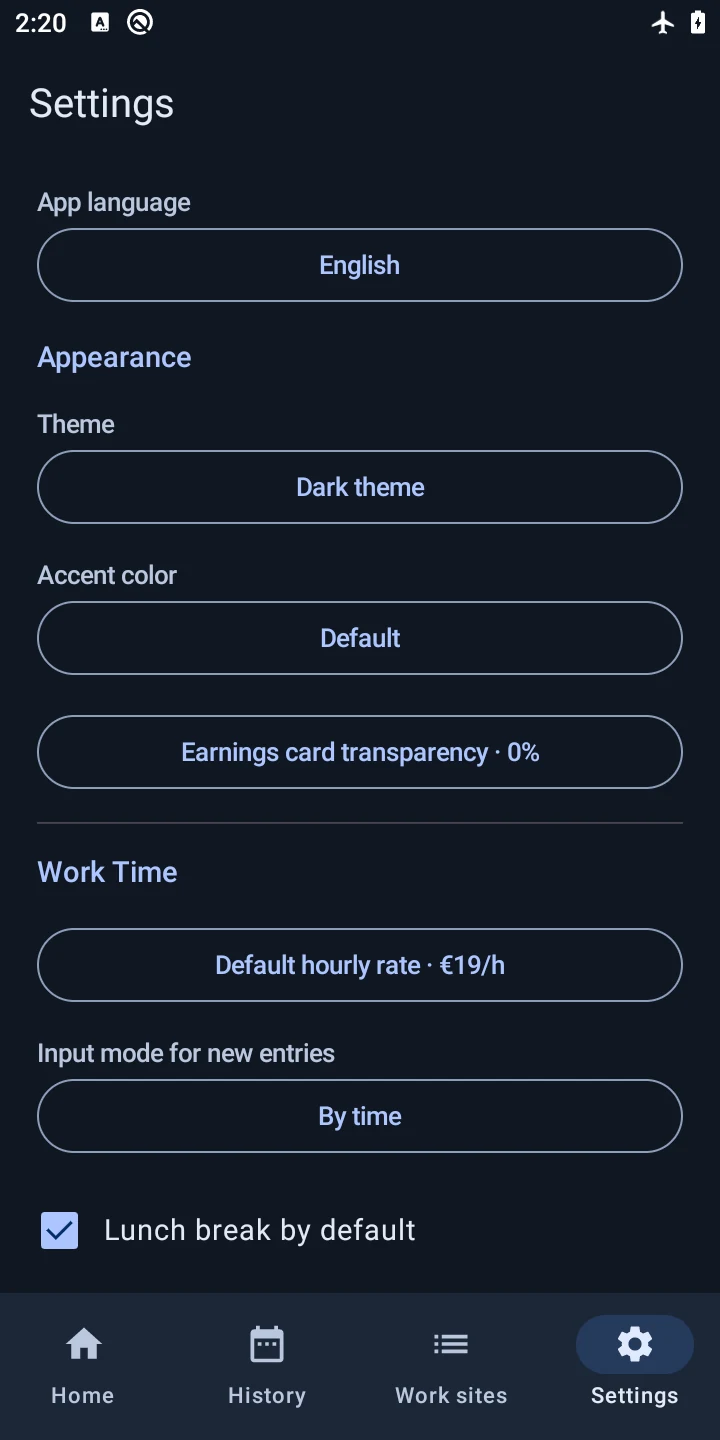 2:20
Settings
App language
English
Appearance
Theme
Dark theme
Accent color
Default
Earnings card transparency · 0%
Work Time
Default hourly rate · €19/h
Input mode for new entries
By time
Lunch break by default
Home History Work sites Settings